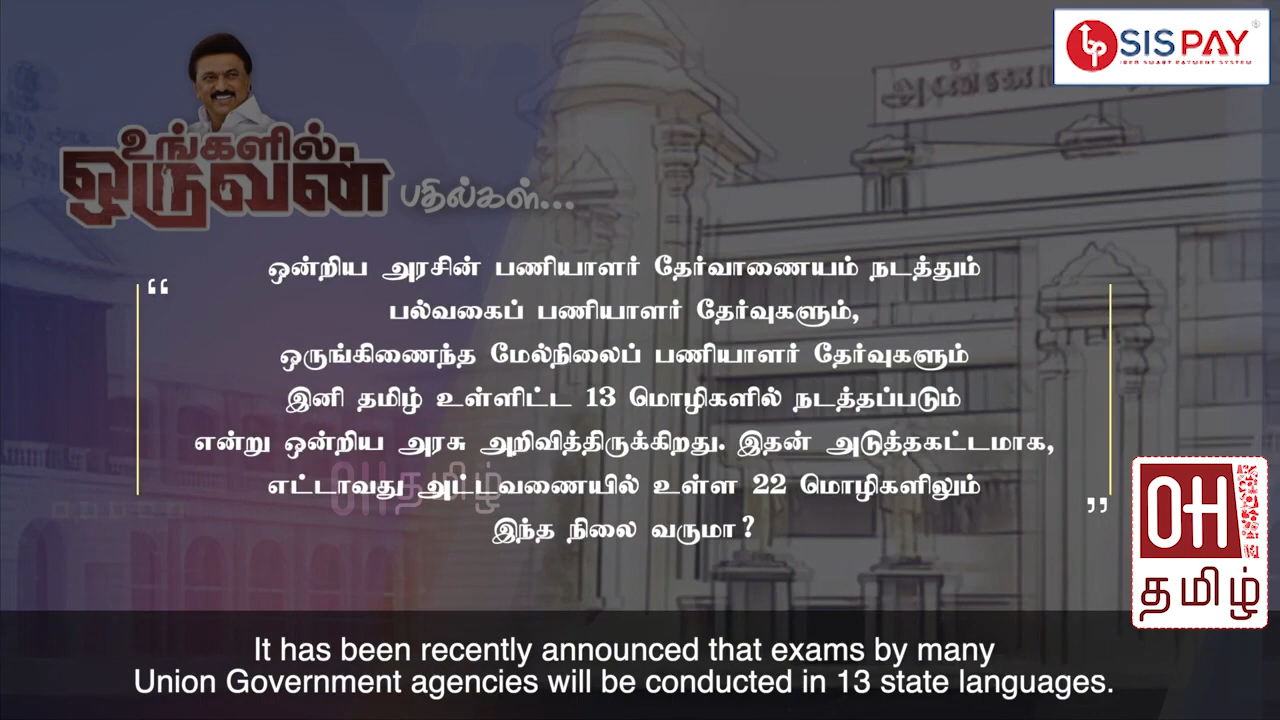 SISPAY
உங்களில்
ஒருவன்
பதில்கள்...
ஒன்றிய அரசின் பணியாளர் தேர்வாணையம் நடத்தும்
பல்வகைப் பணியாளர் தேர்வுகளும்,
ஒருங்கிணைந்த மேல்நிலைப் பணியாளர் தேர்வுகளும்
இனி தமிழ் உள்ளிட்ட 13 மொழிகளில் நடத்தப்படும்
என்று ஒன்றிய அரசு அறிவித்திருக்கிறது. இதன் அடுத்தகட்டமாக,
எட்டாவது அட்டவணையில் உள்ள 22 மொழிகளிலும்
இந்த நிலை வருமா?
OHதமிழ்
OH
தமிழ்
It has been recently announced that exams by many
Union Government agencies will be conducted in 13 state languages.